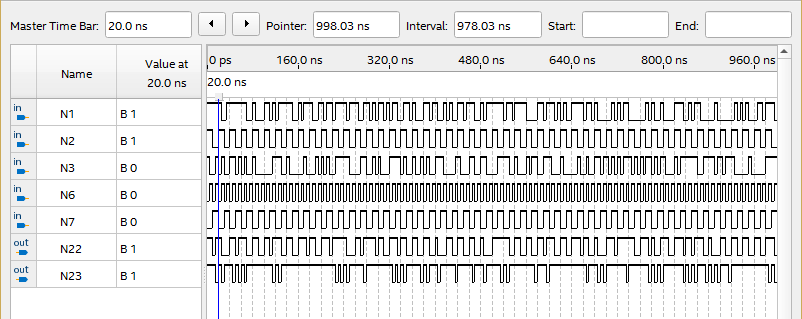 Master Time Bar: 20.0 ns Pointer: 998.03 ns Interval: 978.03 ns Start: End:
Name Value at 20.0 ns 0 ps 160.0 ns 320.0 ns 480.0 ns 640.0 ns 800.0 ns 960.0 ns
20.0 ns
in N1 B 1
in N2 B 1
in N3 B 0
in N6 B 0
in N7 B 0
out N22 B 1
out N23 B 1